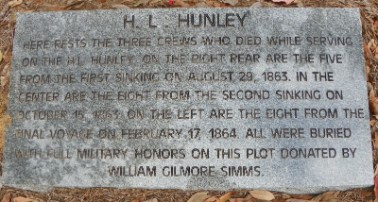 H. L. HUNLEY
HERE RESTS THE THREE CREWS WHO DIED WHILE SERVING
ON THE H.L. HUNLEY. ON THE RIGHT REAR ARE THE FIVE
FROM THE FIRST SINKING ON AUGUST 29, 1863. IN THE
CENTER ARE THE EIGHT FROM THE SECOND SINKING ON
OCTOBER 15, 1863. ON THE LEFT ARE THE EIGHT FROM THE
FINAL VOYAGE ON FEBRUARY 17, 1864. ALL WERE BURIED
WITH FULL MILITARY HONORS ON THIS PLOT DONATED BY
WILLIAM GILMORE SIMMS.